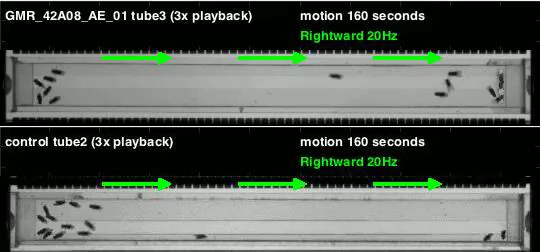 GMR_42A08_AE_01 tube3 (3x playback)
motion 160 seconds
Rightward 20Hz
control tube2 (3x playback)
motion 160 seconds
Rightward 20Hz